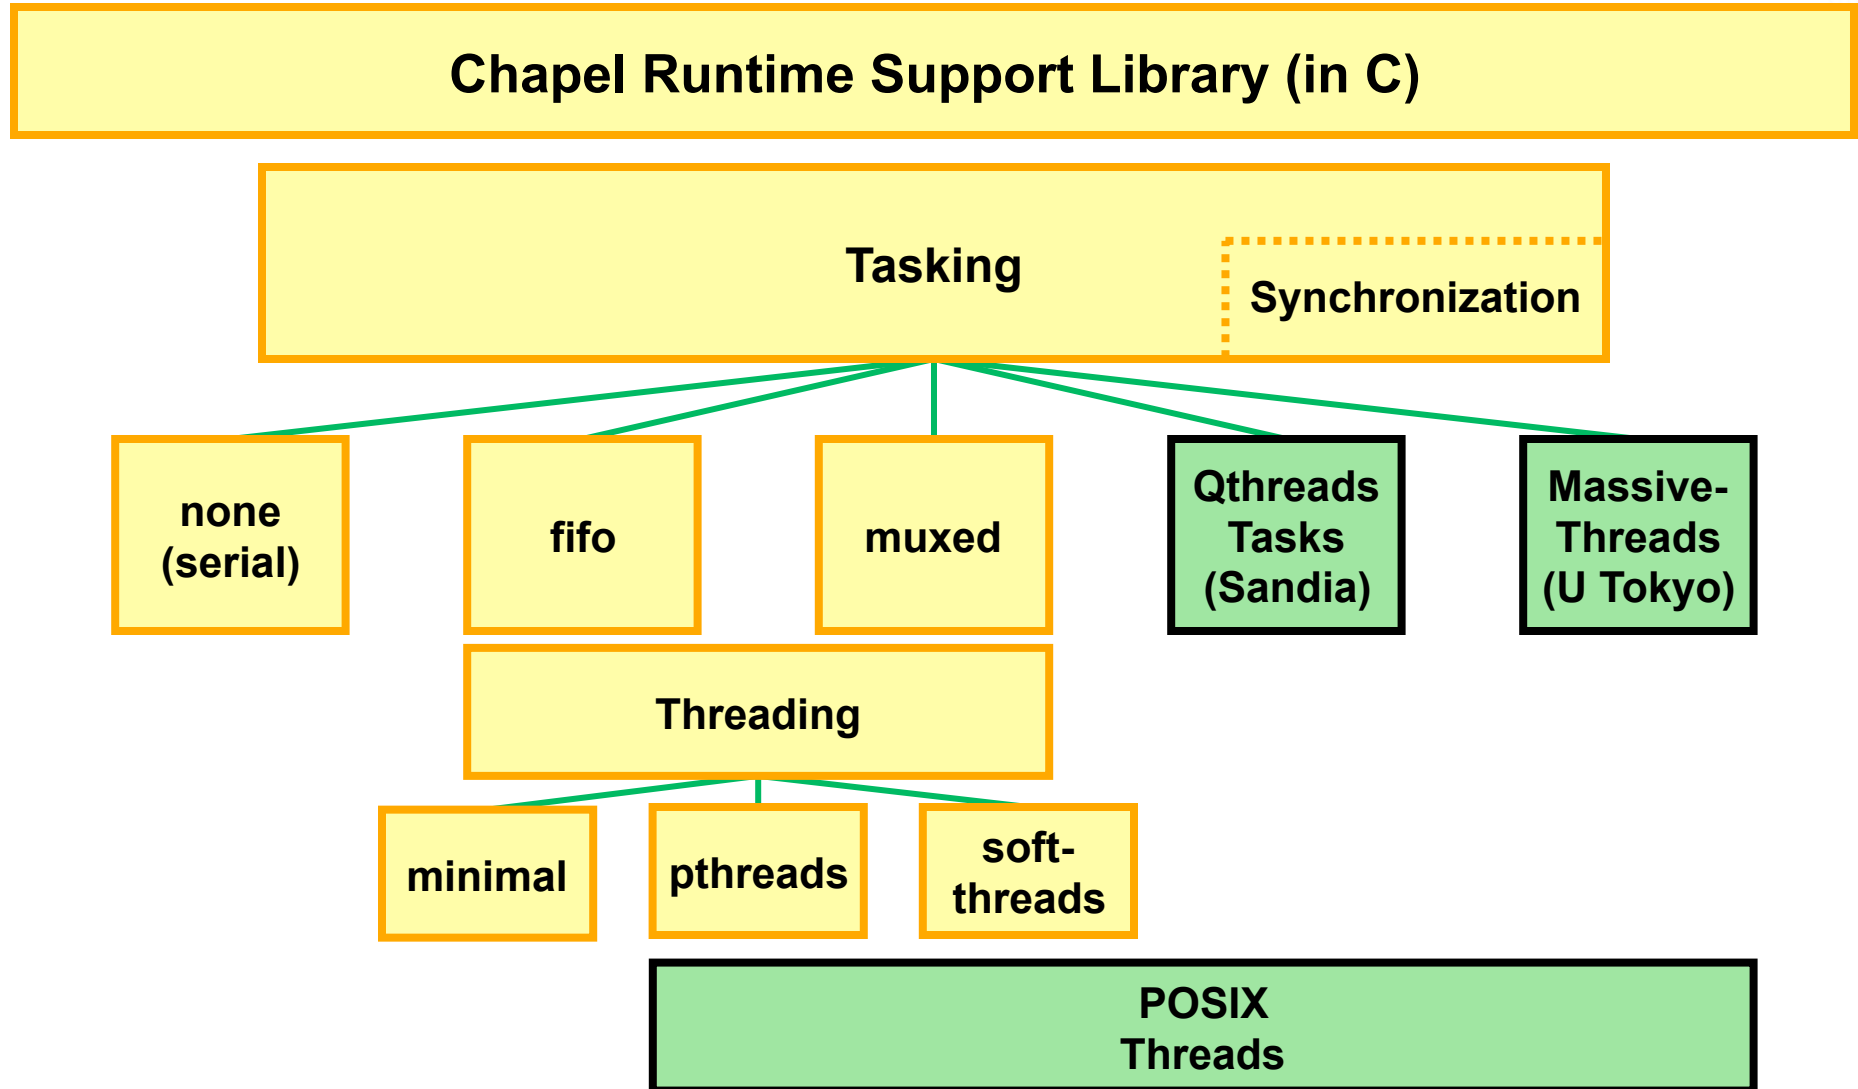 Chapel Runtime Support Library (in C)
Tasking
Synchronization
none
(serial)
fifo
muxed
Qthreads
Tasks
(Sandia)
Massive-
Threads
(U Tokyo)
Threading
minimal
pthreads
soft-
threads
POSIX
Threads